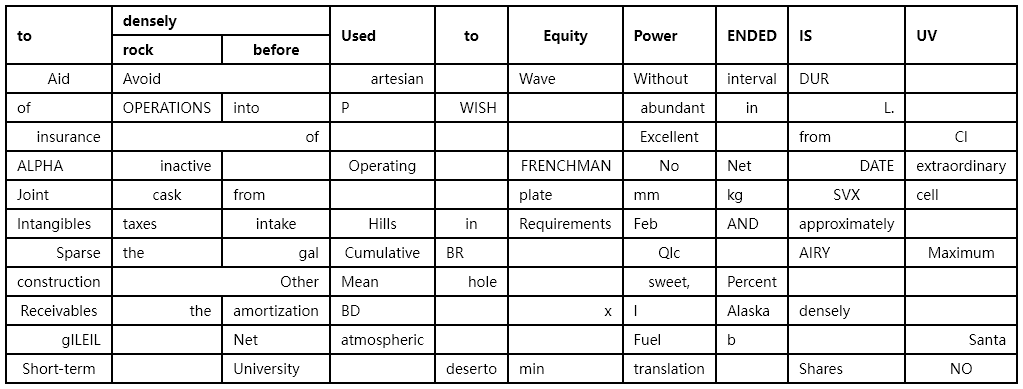 to densely Used to Equity Power ENDED IS UV
rock before
Aid Avoid artesian Wave Without interval DUR
of OPERATIONS into P WISH abundant in L.
insurance of Excellent from CI
ALPHA inactive Operating FRENCHMAN No Net DATE extraordinary
Joint cask from plate mm kg SVX cell
Intangibles taxes intake Hills in Requirements Feb AND approximately
Sparse the gal Cumulative BR Qlc AIRY Maximum
construction Other Mean hole sweet, Percent
Receivables the amortization BD x I Alaska densely
gILEIL Net atmospheric Fuel b Santa
Short-term University deserto min translation Shares NO